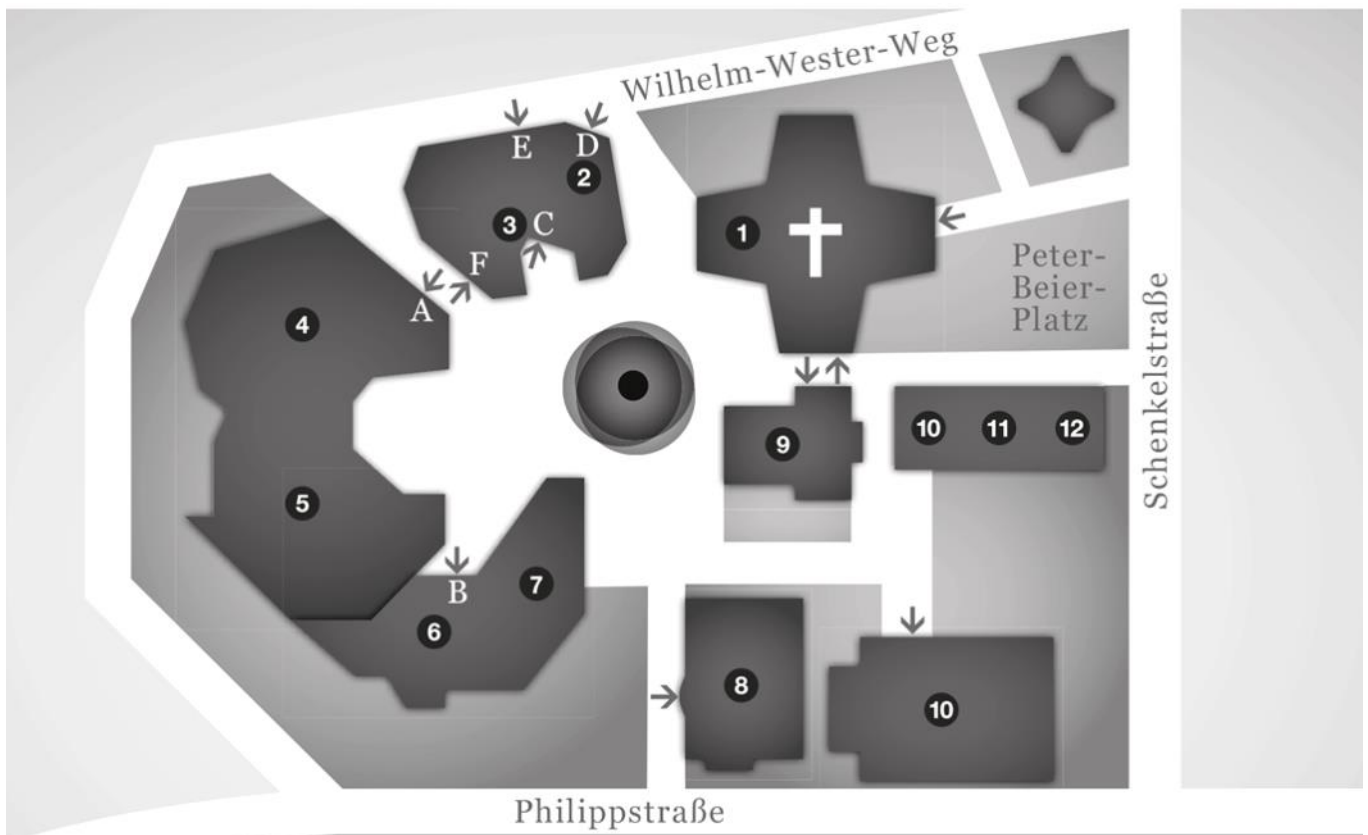 Wilhelm-Wester-Weg
E
D
2
3
C
1
F
A
Peter-
Beier-
Platz
4
Schenkelstraße
9
10
11
12
5
B
7
6
8
10
Philippstraße